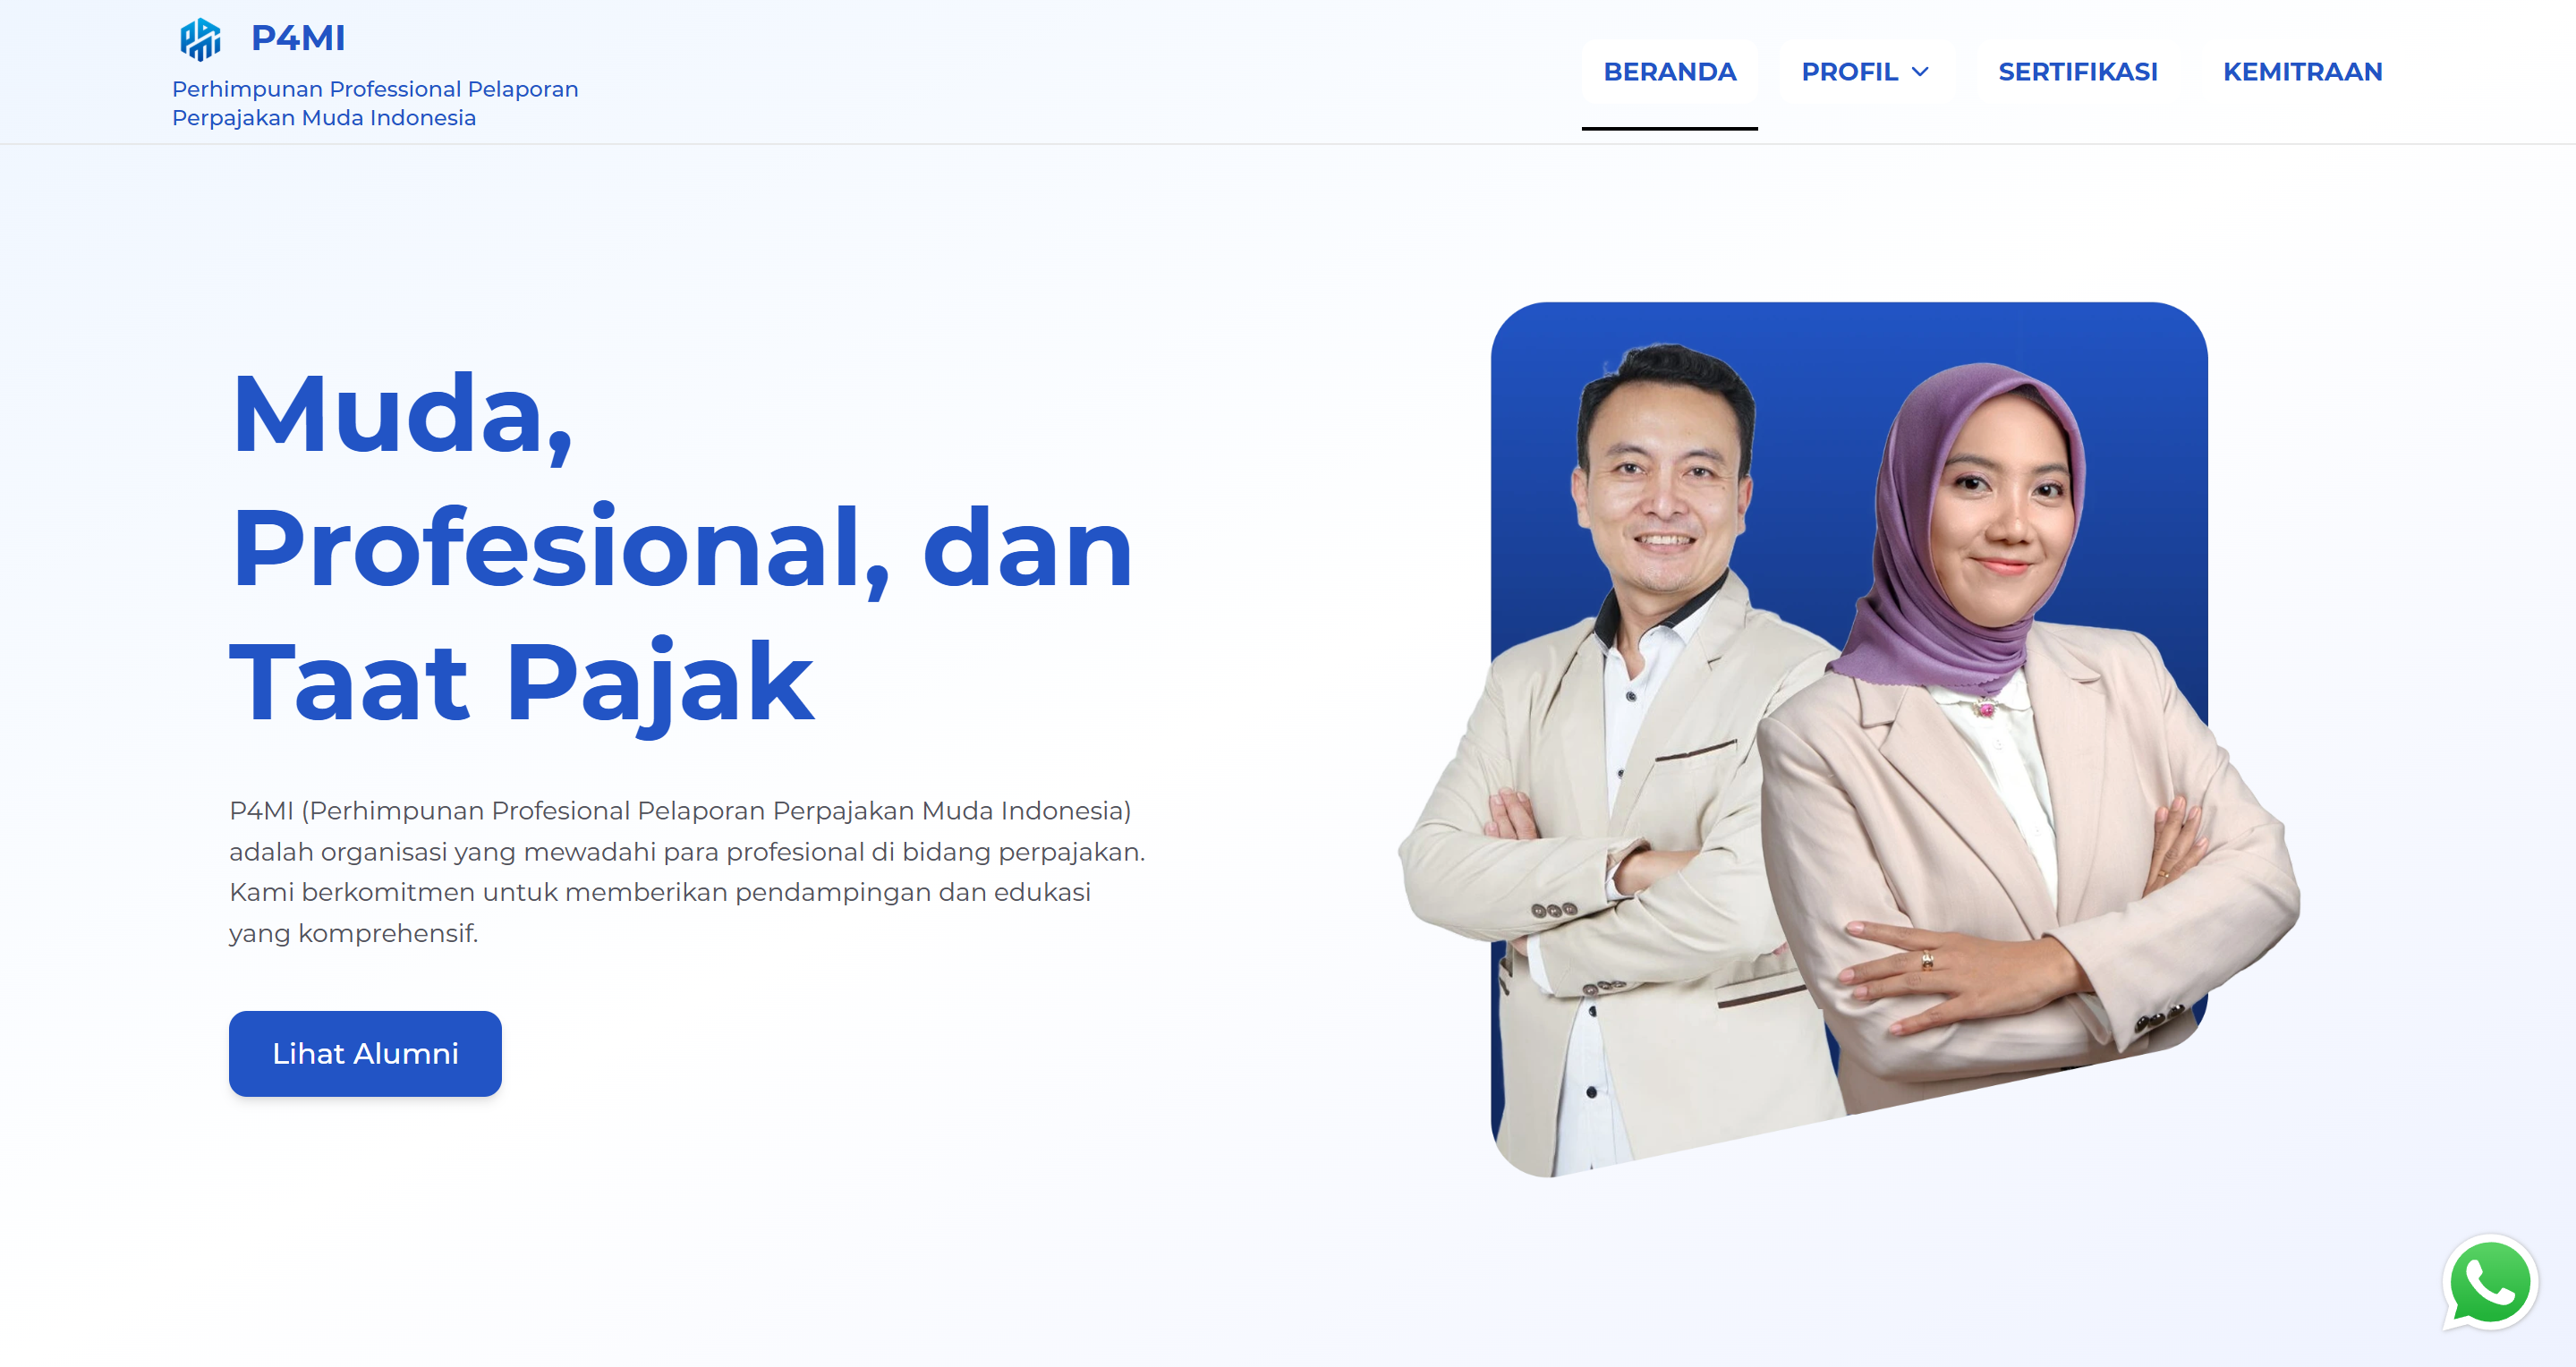 P4MI
Perhimpunan Professional Pelaporan
Perpajakan Muda Indonesia
BERANDA
PROFIL
SERTIFIKASI
KEMITRAAN
Muda,
Profesional, dan
Taat Pajak
P4MI (Perhimpunan Profesional Pelaporan Perpajakan Muda Indonesia)
adalah organisasi yang mewadahi para profesional di bidang perpajakan.
Kami berkomitmen untuk memberikan pendampingan dan edukasi
yang komprehensif.
Lihat Alumni